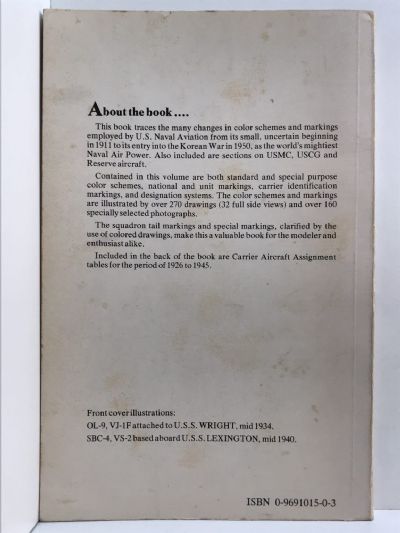 About the book ....
This book traces the many changes in color schemes and markings
employed by U.S. Naval Aviation from its small, uncertain beginning
in 1911 to its entry into the Korean War in 1950, as the world's mightiest
Naval Air Power. Also included are sections on USMC, USCG and
Reserve aircraft.
Contained in this volume are both standard and special purpose
color schemes, national and unit markings, carrier identification
markings, and designation systems. The color schemes and markings
are illustrated by over 270 drawings (32 full side views) and over 160
specially selected photographs.
The squadron tail markings and special markings, clarified by the
use of colored drawings, make this a valuable book for the modeler and
enthusiast alike.
Included in the back of the book are Carrier Aircraft Assignment
tables for the period of 1926 to 1945.
Front cover illustrations:
OL-9, VJ-1F attached to U.S.S. WRIGHT, mid 1934.
SBC-4, VS-2 based aboard U.S.S. LEXINGTON, mid 1940.
ISBN 0-9691015-0-3